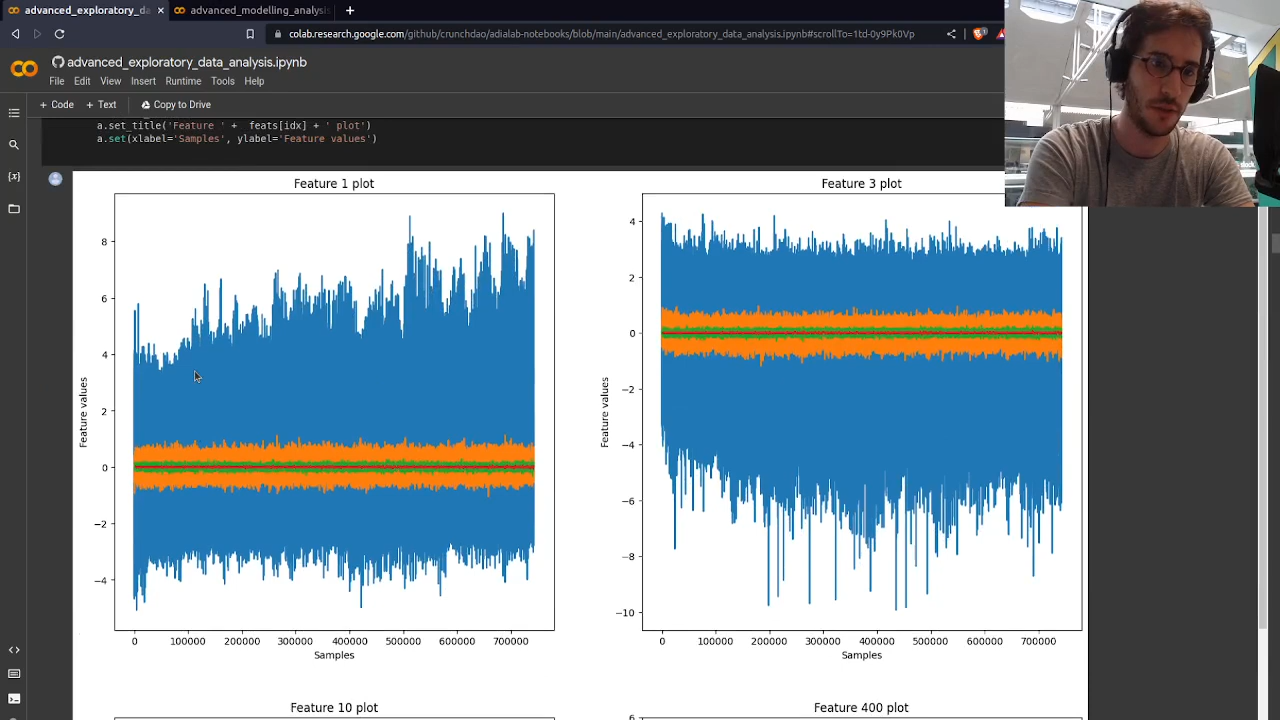 advanced_exploratory_da
advanced_modelling_analysis
colab.research.google.com/github/crunchdao/adialab-notebooks/blob/main/advanced_exploratory_data_analysis.ipynb#scrollTo=1td-0y9Pk0Vp
advanced_exploratory_data_analysis.ipynb
File Edit View Insert Runtime Tools Help
+ Code + Text Copy to Drive
a.set_title('Feature ' + feats[idx] + ' plot')
a.set(xlabel='Samples', ylabel='Feature values')
Feature 1 plot
8
6
4
2
0
−2
−4
Feature values
0 100000 200000 300000 400000 500000 600000 700000
Samples
Feature 3 plot
4
2
0
−2
−4
−6
−8
−10
Feature values
0 100000 200000 300000 400000 500000 600000 700000
Samples
Feature 10 plot
Feature 400 plot
6